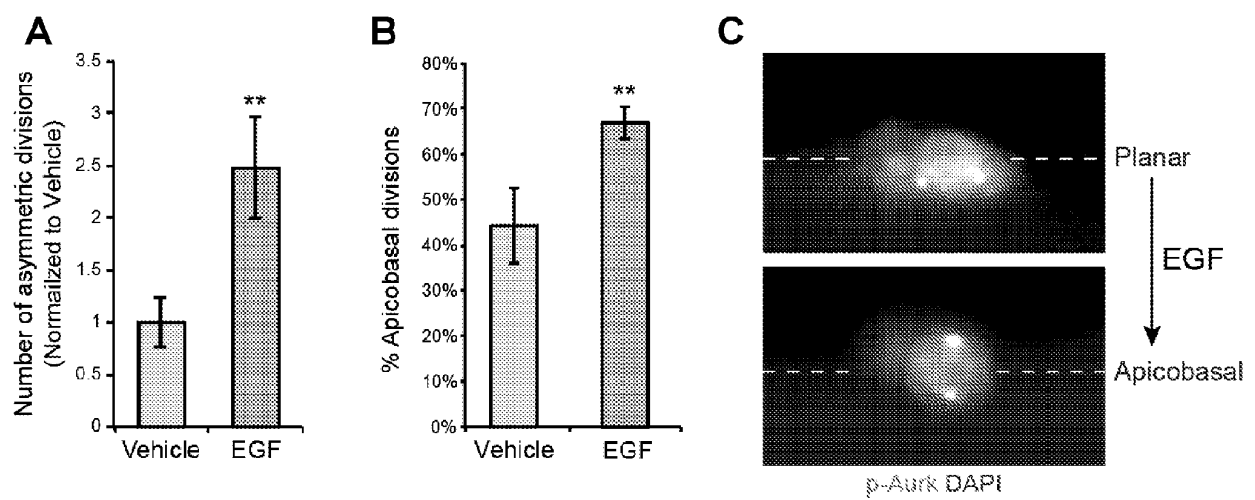 A
Number of asymmetric divisions
(Normailzed to Vehicle)
3.5
3
2.5
2
1.5
1
0.5
0
**
Vehicle
EGF
B
% Apicobasal divisions
80%
70%
60%
50%
40%
30%
20%
10%
0%
**
Vehicle
EGF
C
Planar
EGF
Apicobasal
p-Aurk DAPI